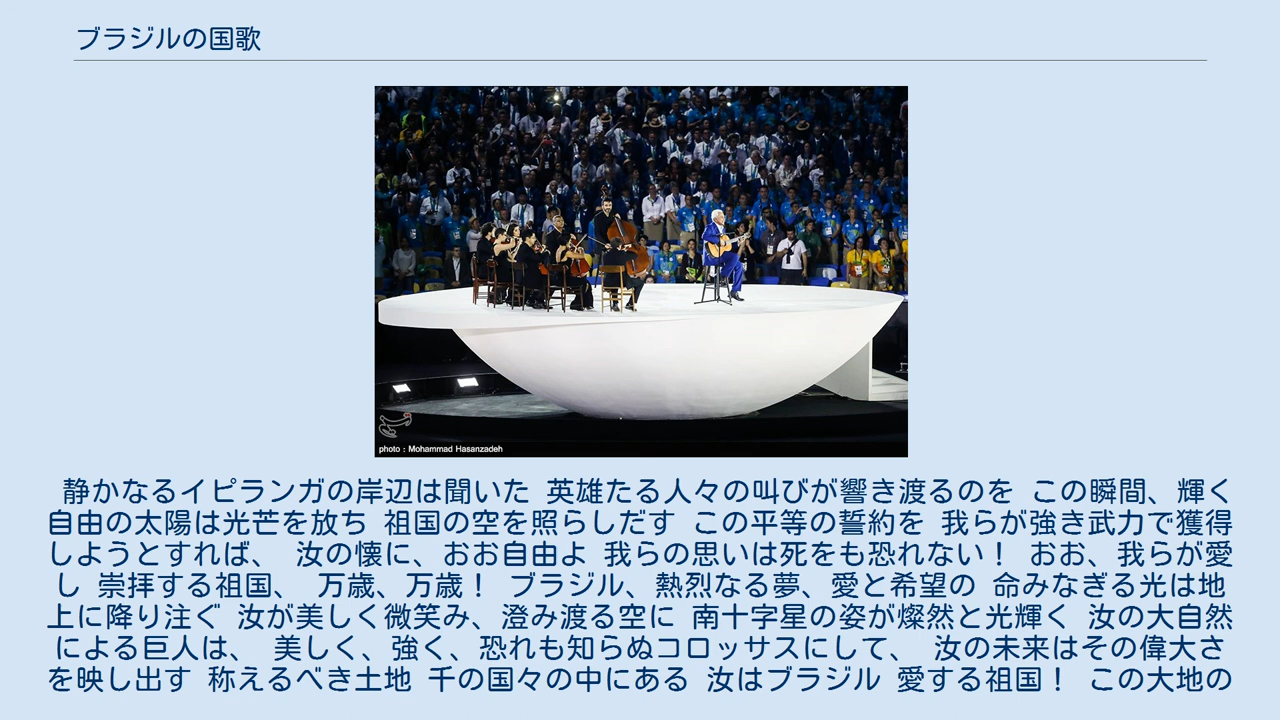 ブラジルの国歌
photo : Mohammad Hasanzadeh
静かなるイピランガの岸辺は聞いた 英雄たる人々の叫びが響き渡るのを この瞬間、輝く
自由の太陽は光芒を放ち 祖国の空を照らしだす この平等の誓約を 我らが強き武力で獲得
しようとすれば、 汝の懐に、おお自由よ 我らの思いは死をも恐れない！ おお、我らが愛
し 崇拝する祖国、 万歳、万歳！ ブラジル、熱烈なる夢、愛と希望の 命みなぎる光は地
上に降り注ぐ 汝が美しく微笑み、澄み渡る空に 南十字星の姿が燦然と光輝く 汝の大自然
による巨人は、 美しく、強く、恐れも知らぬコロッサスにして、 汝の未来はその偉大さ
を映し出す 称えるべき土地 千の国々の中にある 汝はブラジル 愛する祖国！ この大地の